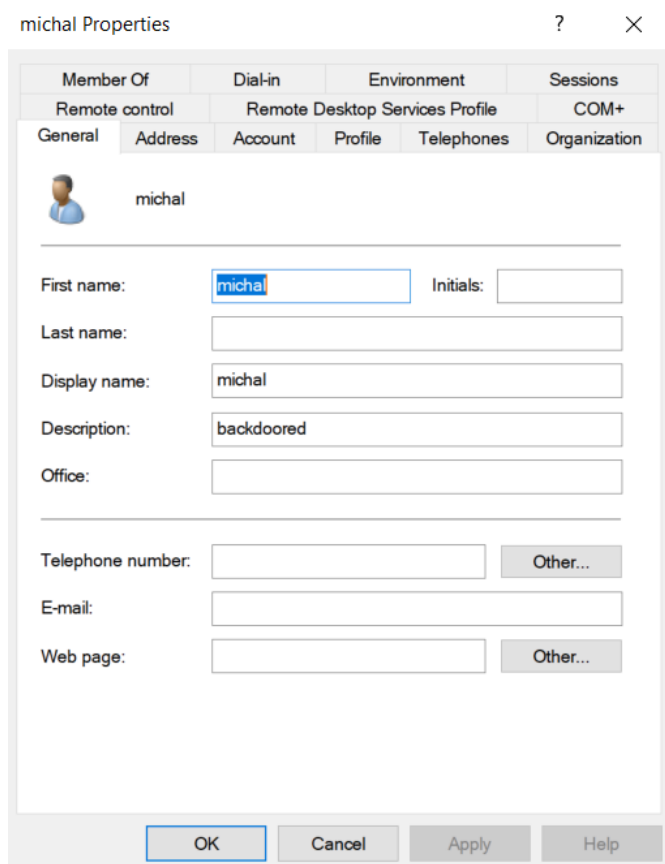 michal Properties ? ×
Member Of Dial-in Environment Sessions
Remote control Remote Desktop Services Profile COM+
General Address Account Profile Telephones Organization
michal
First name: michal Initials:
Last name:
Display name: michal
Description: backdoored
Office:
Telephone number: Other...
E-mail:
Web page: Other...
OK Cancel Apply Help